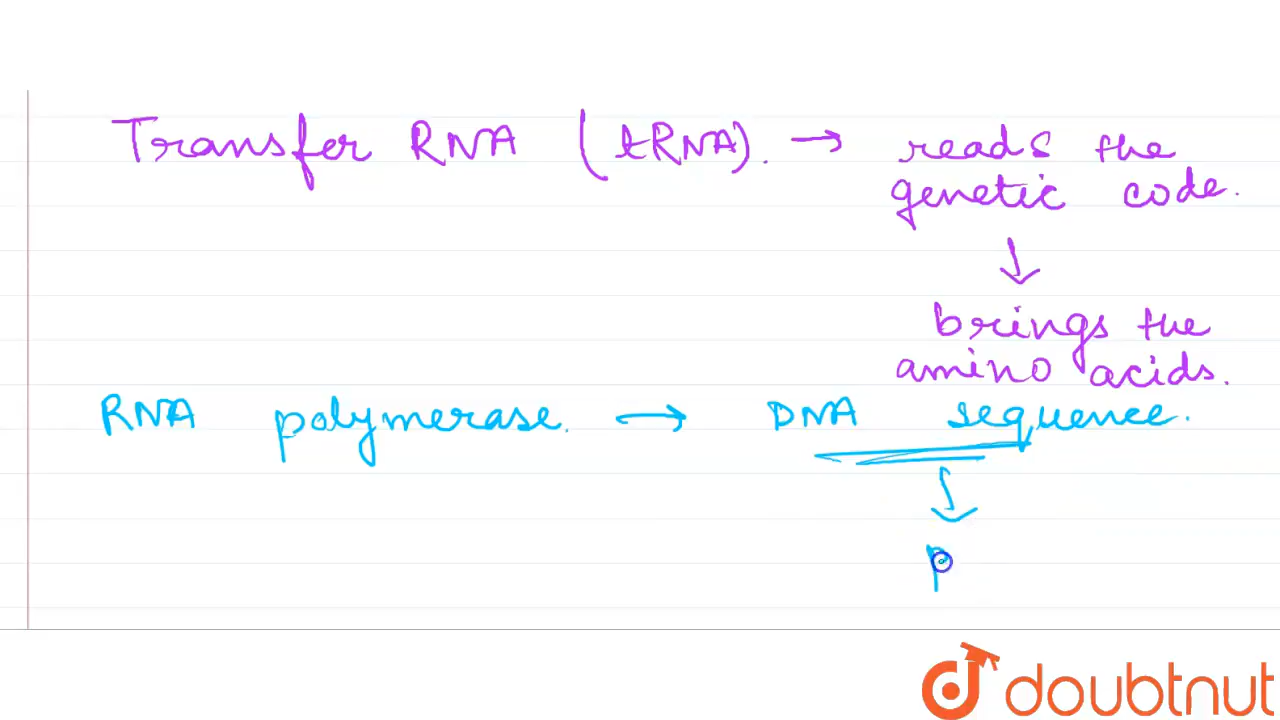 Transfer RNA (tRNA). → reads the
genetic code.
↓
brings the
amino acids.
RNA polymerase. → DNA sequence.
↓
P
doubtnut